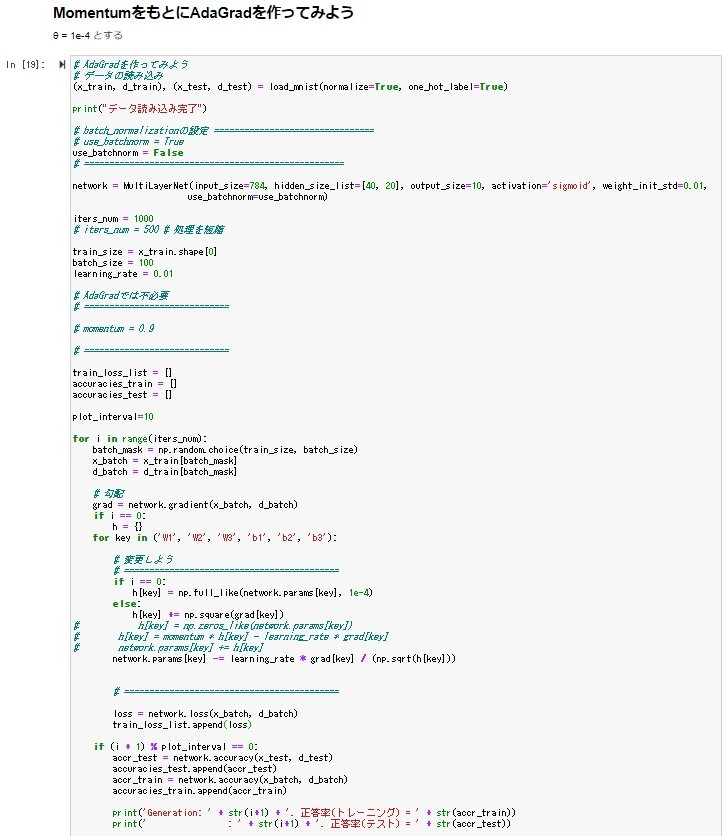 MomentumをもとにAdaGradを作ってみよう
θ = 1e-4 とする
In [19]:
# AdaGradを作ってみよう
# データの読み込み
(x_train, d_train), (x_test, d_test) = load_mnist(normalize=True, one_hot_label=True)
print("データ読み込み完了")
# batch_normalizationの設定 ================================
# use_batchnorm = True
use_batchnorm = False
# ====================================================
network = MultiLayerNet(input_size=784, hidden_size_list=[40, 20], output_size=10, activation='sigmoid', weight_init_std=0.01,
use_batchnorm=use_batchnorm)
iters_num = 1000
# iters_num = 500 # 処理を短縮
train_size = x_train.shape[0]
batch_size = 100
learning_rate = 0.01
# AdaGradでは不必要
# =============================
# momentum = 0.9
# =============================
train_loss_list = []
accuracies_train = []
accuracies_test = []
plot_interval=10
for i in range(iters_num):
batch_mask = np.random.choice(train_size, batch_size)
x_batch = x_train[batch_mask]
d_batch = d_train[batch_mask]
# 勾配
grad = network.gradient(x_batch, d_batch)
if i == 0:
h = {}
for key in ('W1', 'W2', 'W3', 'b1', 'b2', 'b3'):
# 変更しよう
# ===========================================
if i == 0:
h[key] = np.full_like(network.params[key], 1e-4)
else:
h[key] += np.square(grad[key])
# h[key] = np.zeros_like(network.params[key])
# h[key] = momentum * h[key] - learning_rate * grad[key]
# network.params[key] += h[key]
network.params[key] -= learning_rate * grad[key] / (np.sqrt(h[key]))
# ===========================================
loss = network.loss(x_batch, d_batch)
train_loss_list.append(loss)
if (i + 1) % plot_interval == 0:
accr_test = network.accuracy(x_test, d_test)
accuracies_test.append(accr_test)
accr_train = network.accuracy(x_batch, d_batch)
accuracies_train.append(accr_train)
print('Generation: ' + str(i+1) + '. 正答率(トレーニング) = ' + str(accr_train))
print('                : ' + str(i+1) + '. 正答率(テスト) = ' + str(accr_test))